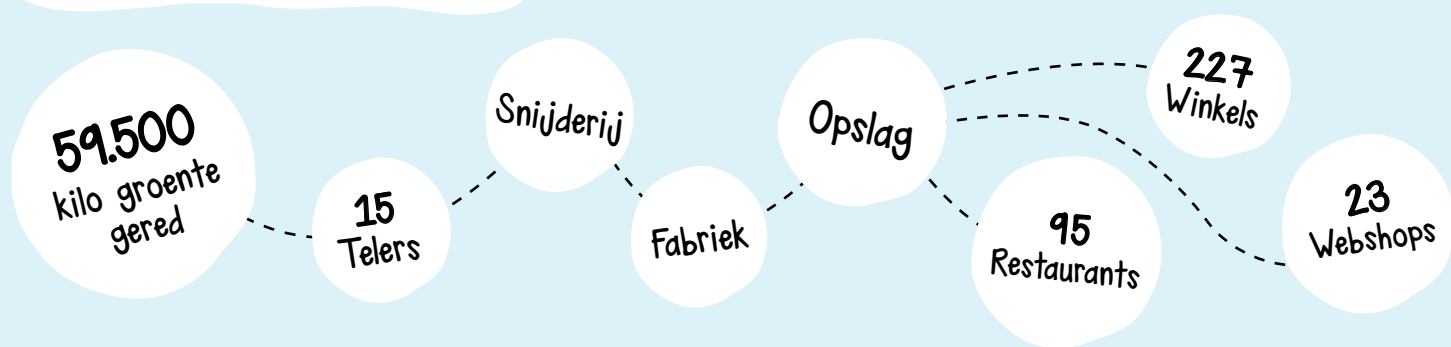 59.500
kilo groente
gered
15
Telers
Snijderij
Fabriek
Opslag
227
Winkels
95
Restaurants
23
Webshops